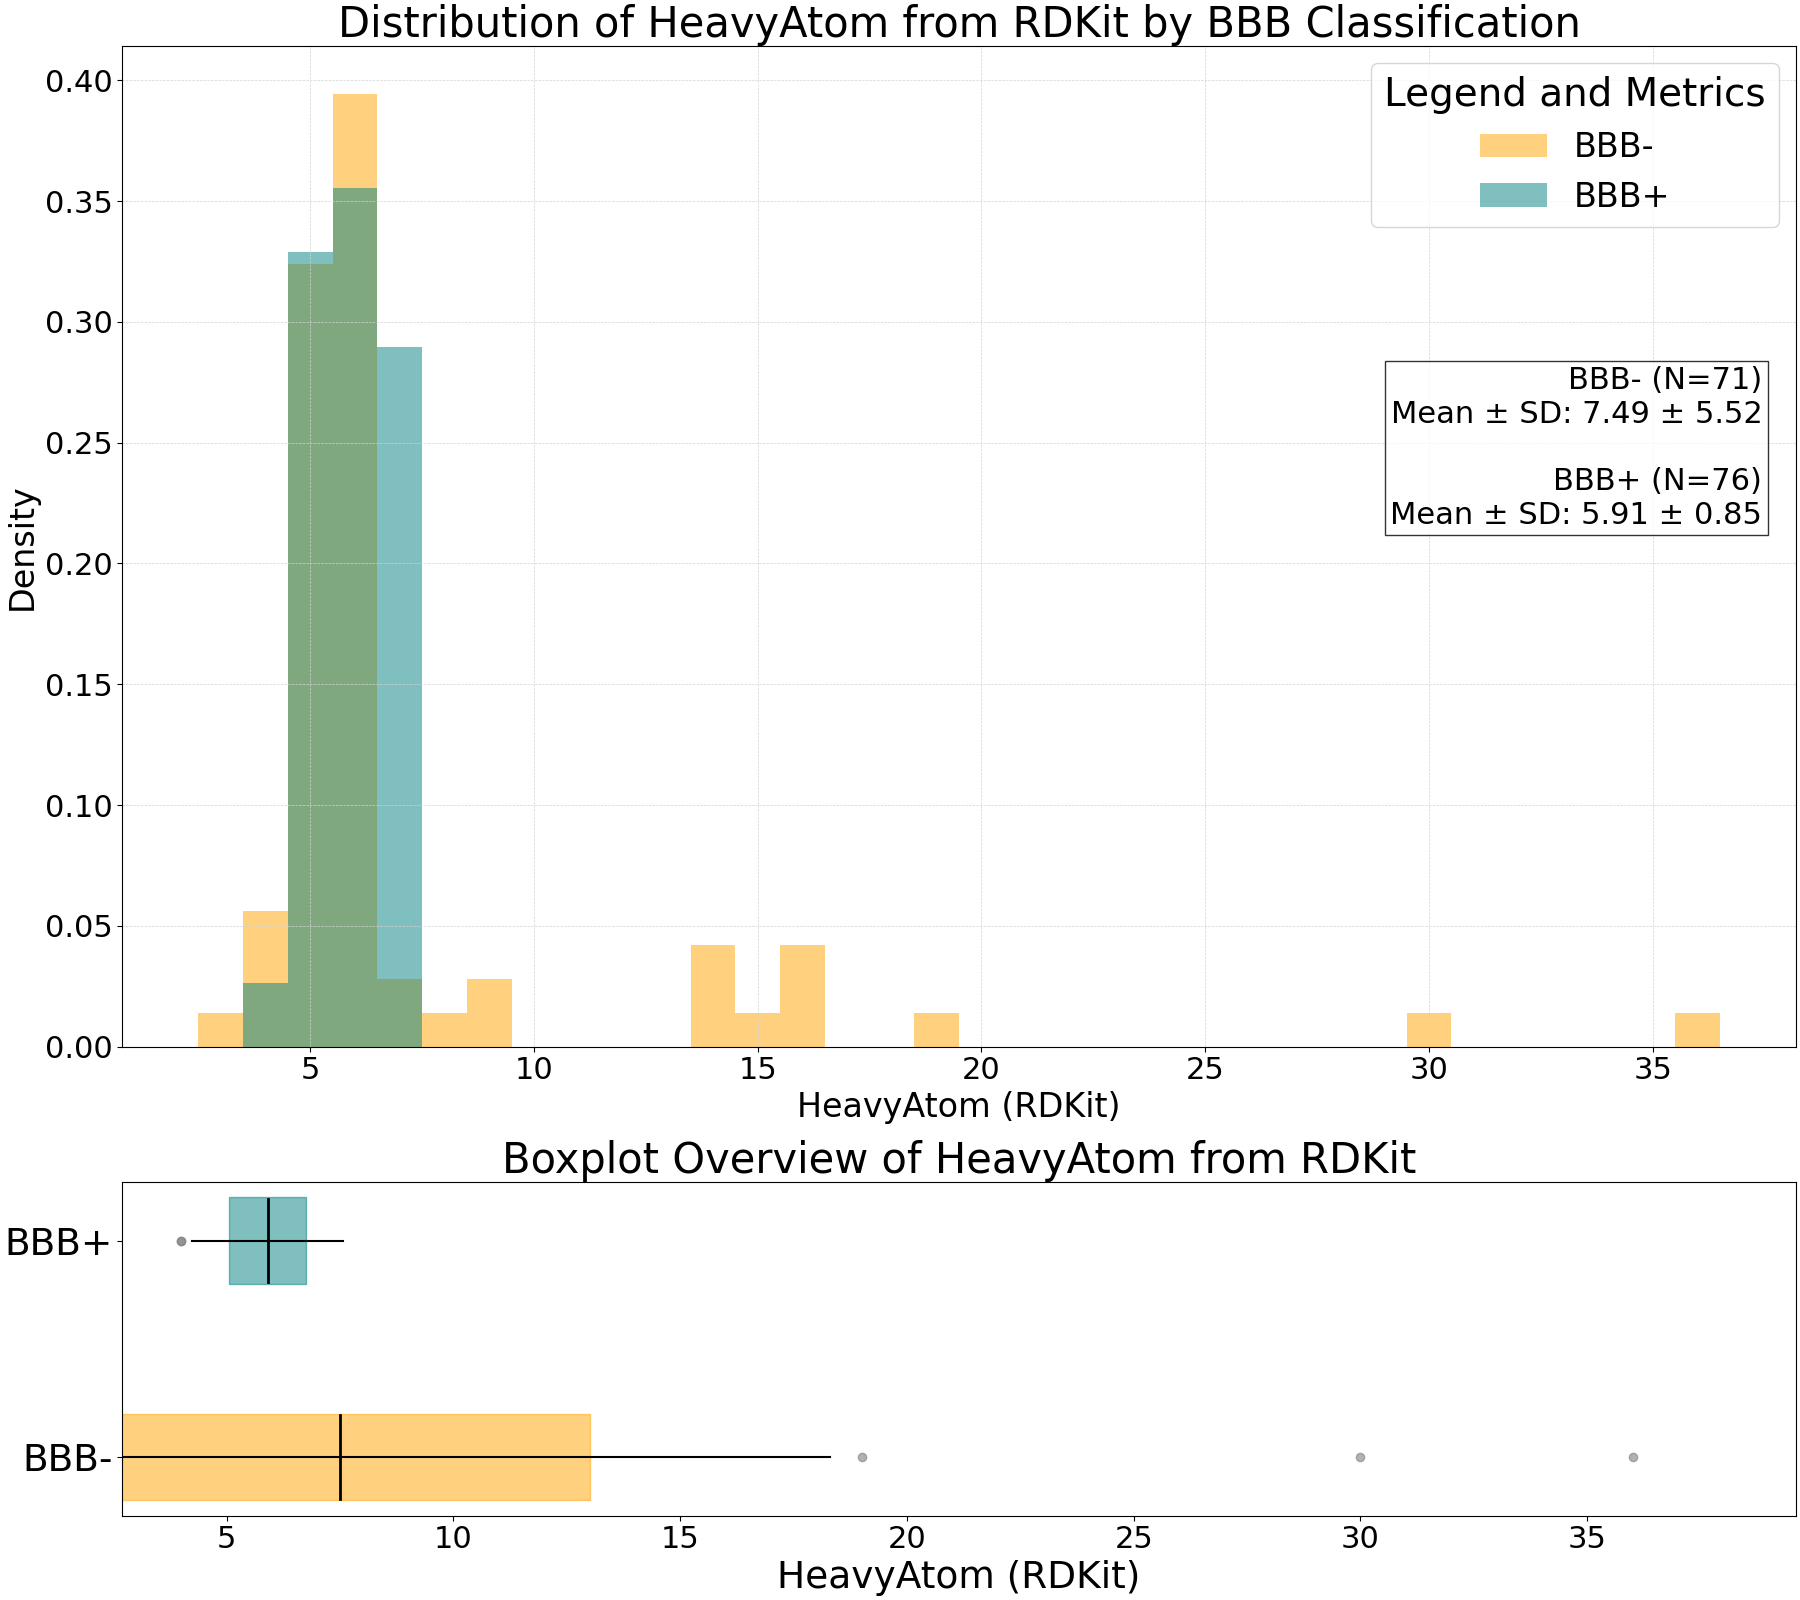 Distribution of HeavyAtom from RDKit by BBB Classification
Legend and Metrics
BBB-
BBB+
BBB- (N=71)
Mean ± SD: 7.49 ± 5.52
BBB+ (N=76)
Mean ± SD: 5.91 ± 0.85
Density
0.40
0.35
0.30
0.25
0.20
0.15
0.10
0.05
0.00
5 10 15 20 25 30 35
HeavyAtom (RDKit)
Boxplot Overview of HeavyAtom from RDKit
BBB+
BBB-
5 10 15 20 25 30 35
HeavyAtom (RDKit)